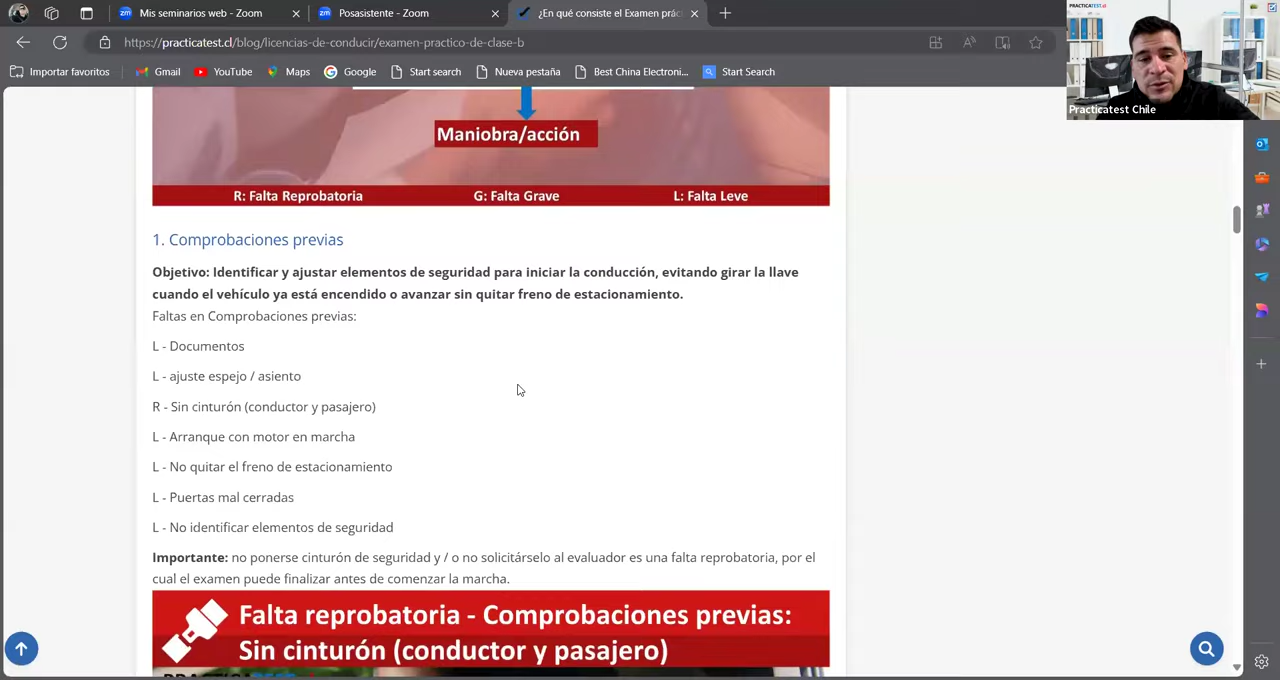 Mis seminarios web - Zoom
Posasistente - Zoom
¿En qué consiste el Examen prác
https://practicatest.cl/blog/licencias-de-conducir/examen-practico-de-clase-b
Importar favoritos
Gmail
YouTube
Maps
Google
Start search
Nueva pestaña
Best China Electroni...
Start Search
PRACTICATEST.cl
Practicatest Chile
Maniobra/acción
R: Falta Reprobatoria
G: Falta Grave
L: Falta Leve
1. Comprobaciones previas
Objetivo: Identificar y ajustar elementos de seguridad para iniciar la conducción, evitando girar la llave
cuando el vehículo ya está encendido o avanzar sin quitar freno de estacionamiento.
Faltas en Comprobaciones previas:
L - Documentos
L - ajuste espejo / asiento
R - Sin cinturón (conductor y pasajero)
L - Arranque con motor en marcha
L - No quitar el freno de estacionamiento
L - Puertas mal cerradas
L - No identificar elementos de seguridad
Importante: no ponerse cinturón de seguridad y / o no solicitárselo al evaluador es una falta reprobatoria, por el
cual el examen puede finalizar antes de comenzar la marcha.
Falta reprobatoria - Comprobaciones previas:
Sin cinturón (conductor y pasajero)